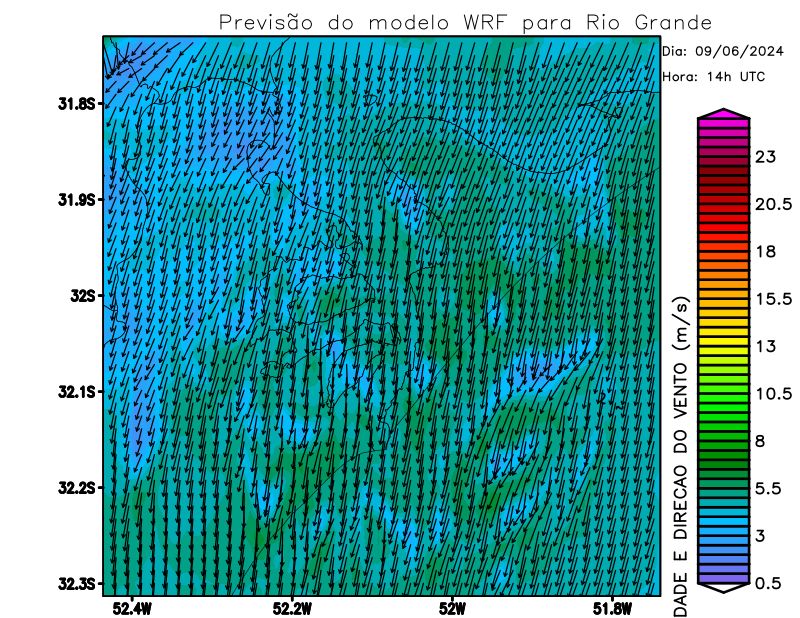 Previsão do modelo WRF para Rio Grande
Dia: 09/06/2024
Hora: 14h UTC
31.8S
31.9S
32S
32.1S
32.2S
32.3S
52.4W
52.2W
52W
51.8W
23
20.5
18
15.5
13
10.5
8
5.5
3
0.5
DADE E DIRECAO DO VENTO (m/s)